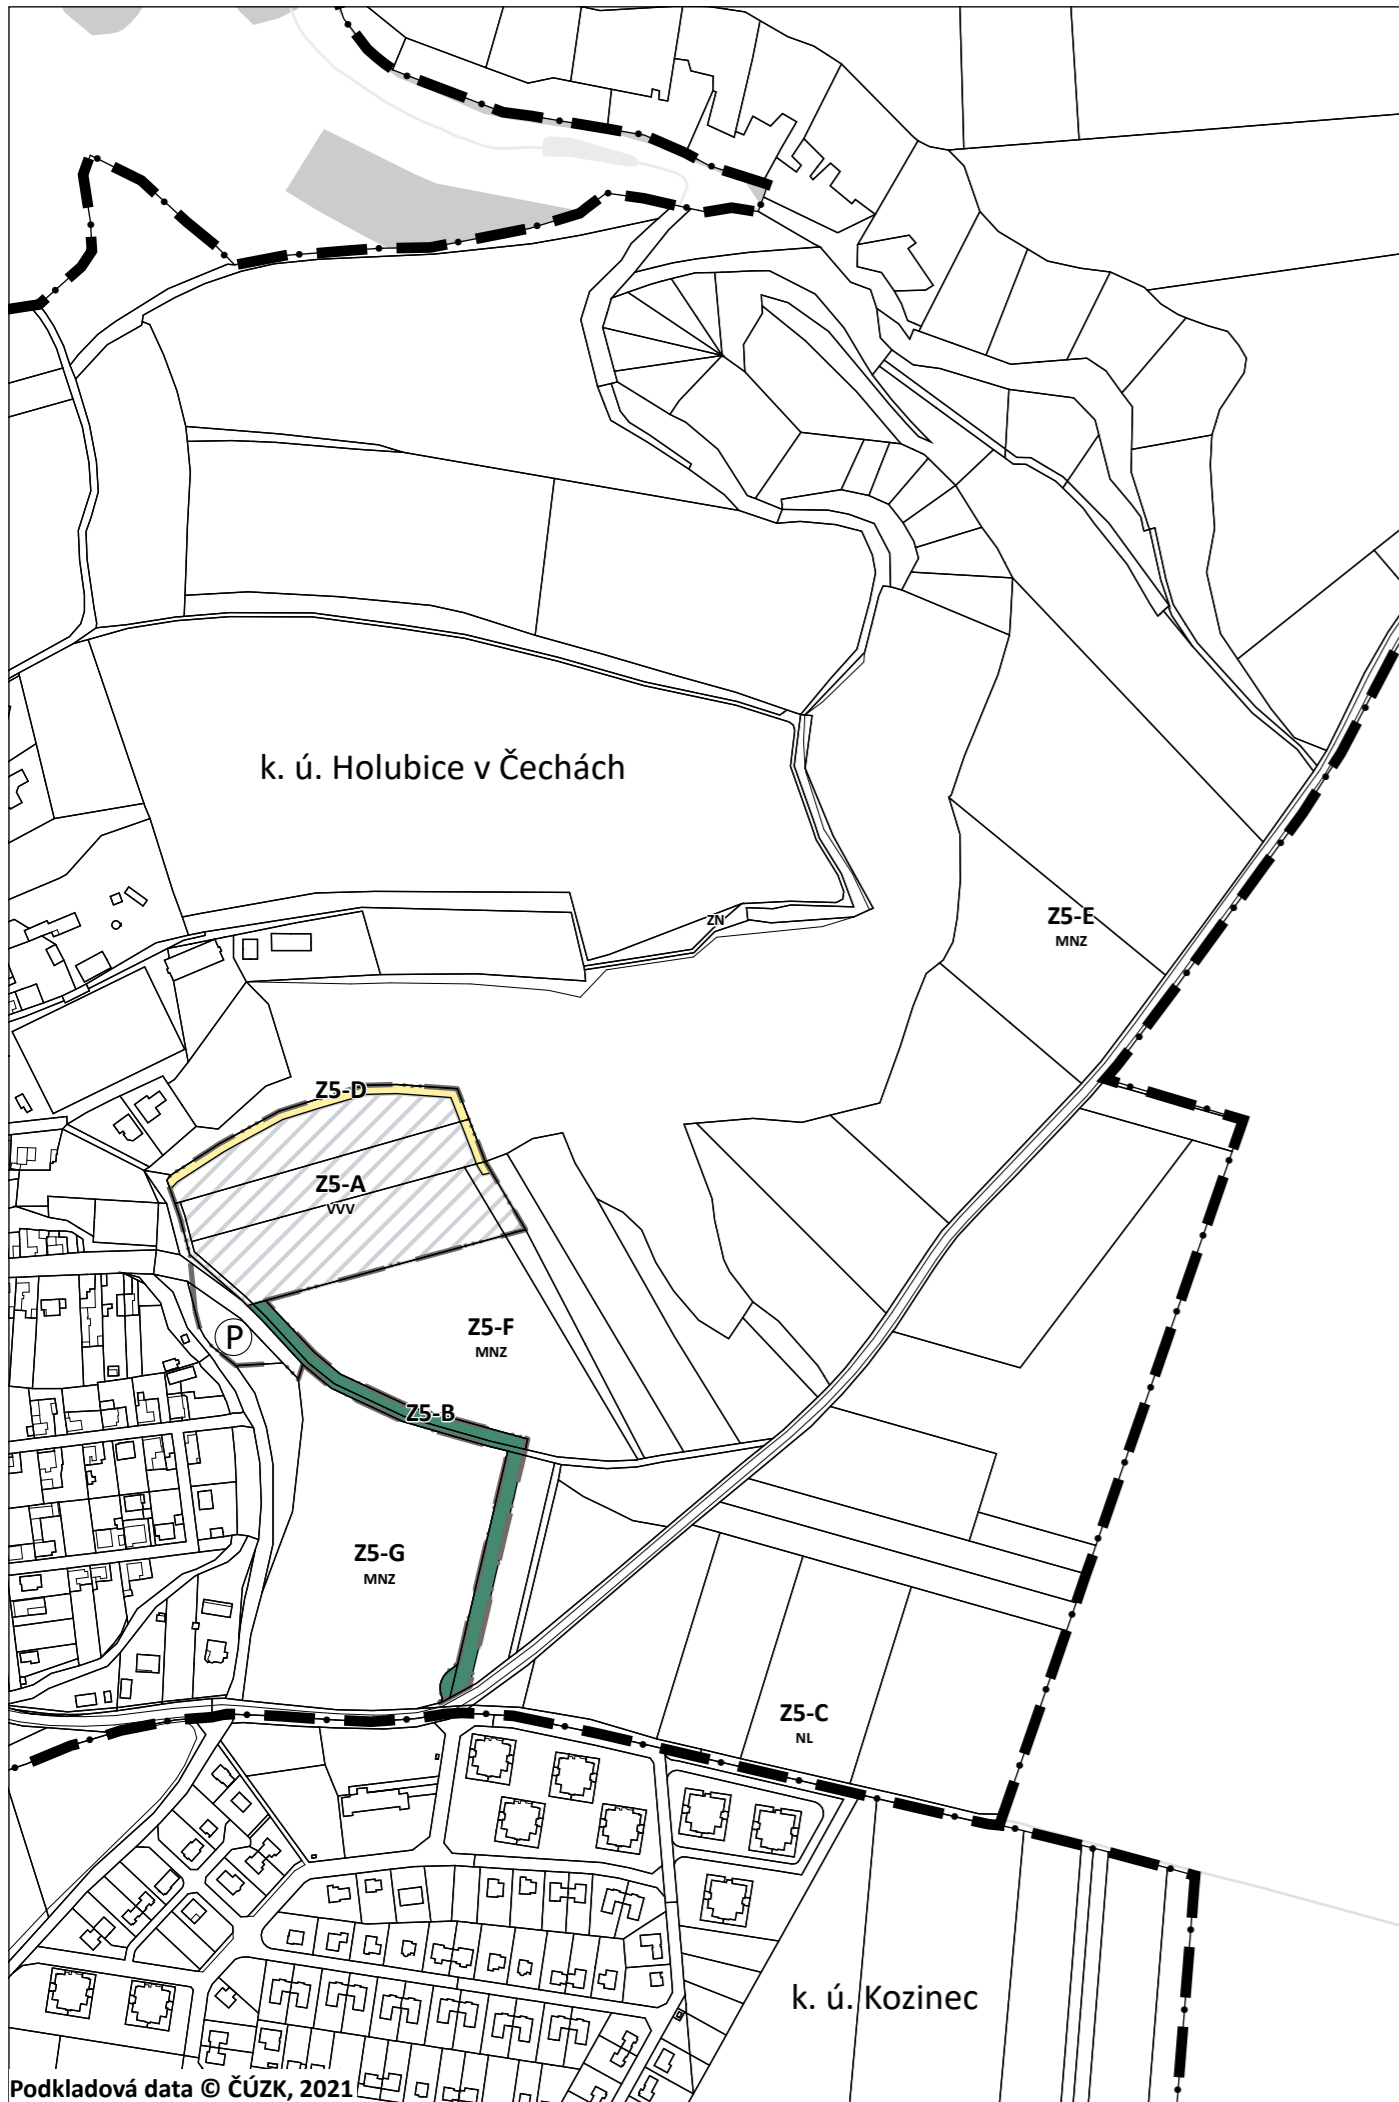 k. ú. Holubice v Čechách
ZN
Z5-E
MNZ
Z5-D
Z5-A
VVV
P
Z5-F
MNZ
Z5-B
Z5-G
MNZ
Z5-C
NL
k. ú. Kozinec
Podkladová data © ČÚZK, 2021